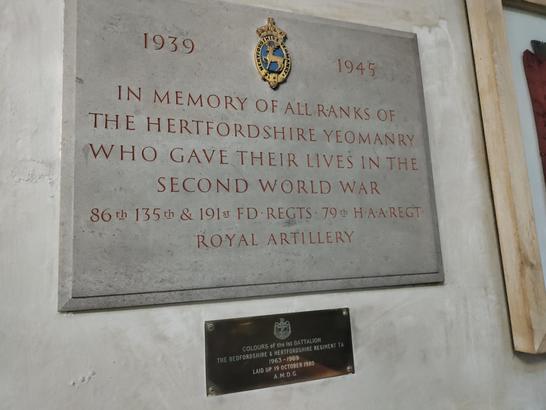 1939
1945
IN MEMORY OF ALL RANKS OF
THE HERTFORDSHIRE YEOMANRY
WHO GAVE THEIR LIVES IN THE
SECOND WORLD WAR
86th 135th & 191st FD·REGTS· 79th H·A·A·REGT
ROYAL ARTILLERY
COLOURS of the 1st BATTALION
THE BEDFORDSHIRE & HERTFORDSHIRE REGIMENT TA
1963-1969
LAID UP 19 OCTOBER 1980
A.M.D.G